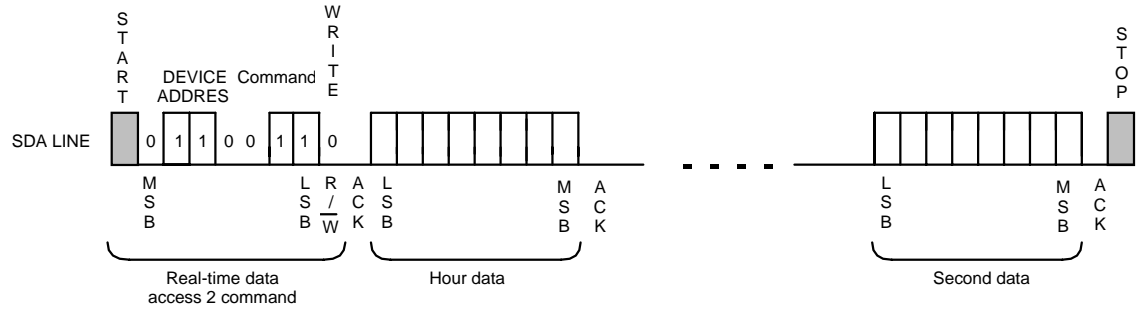 START
WRITE
STOP
DEVICE Command
ADDRES
SDA LINE 0 1 1 0 0 1 1 0
MSB LSB R/W ACK LSB MSB ACK LSB MSB ACK
Real-time data Hour data Second data
access 2 command